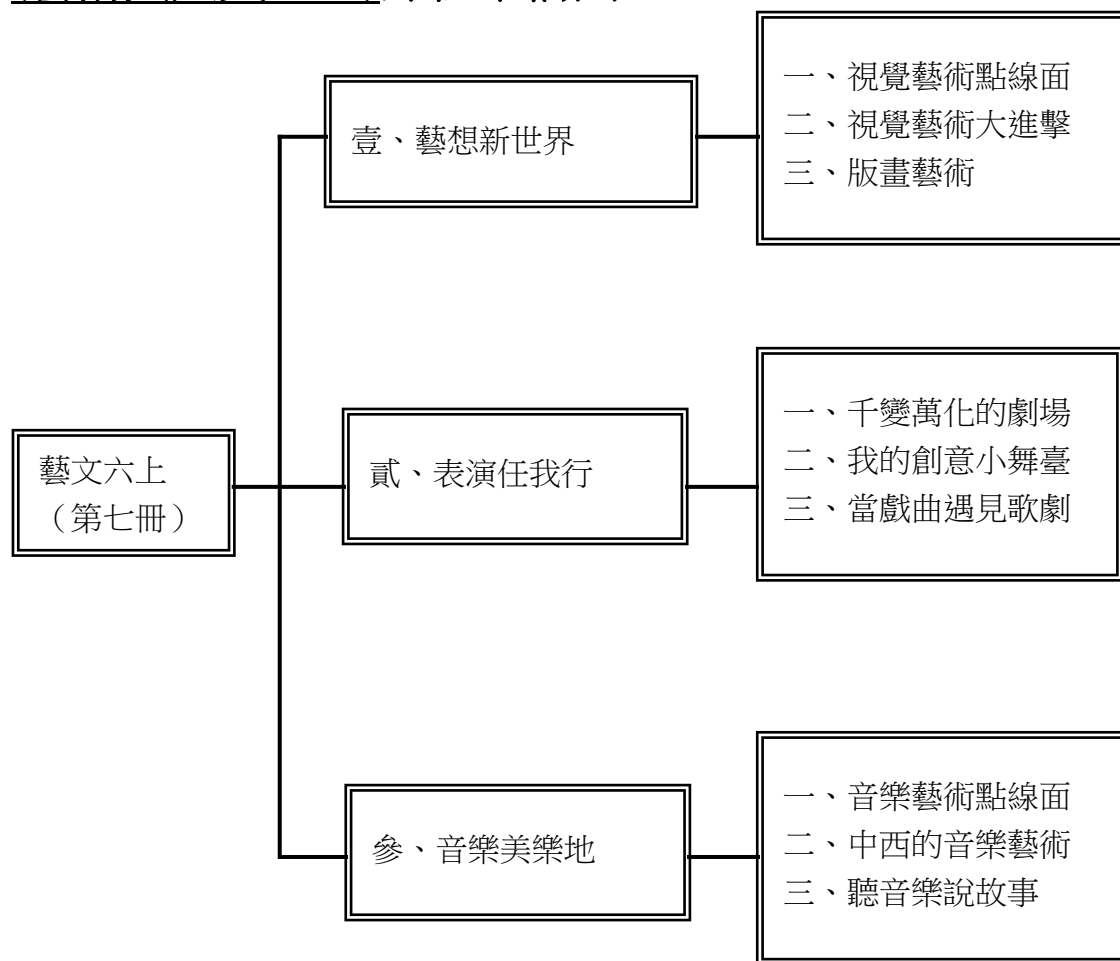 壹、藝想新世界
一、視覺藝術點線面
二、視覺藝術大進擊
三、版畫藝術
藝文六上
（第七冊）
貳、表演任我行
一、千變萬化的劇場
二、我的創意小舞臺
三、當戲曲遇見歌劇
參、音樂美樂地
一、音樂藝術點線面
二、中西的音樂藝術
三、聽音樂說故事